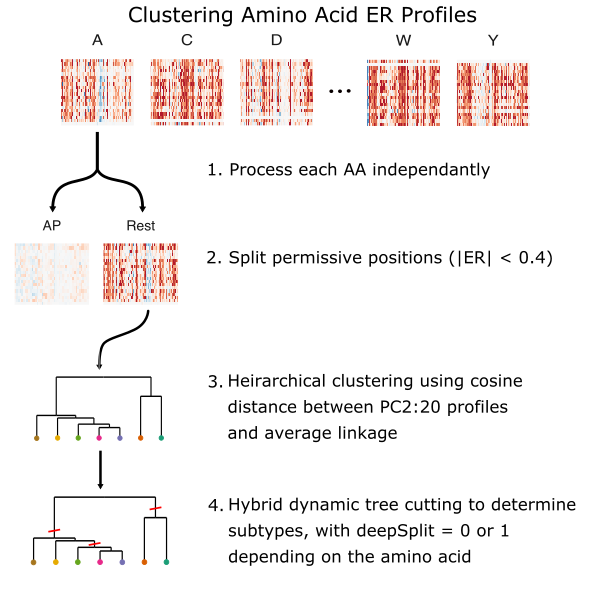 Clustering Amino Acid ER Profiles
A C D ... W Y
1. Process each AA independantly
AP Rest
2. Split permissive positions (|ER| < 0.4)
3. Heirarchical clustering using cosine
distance between PC2:20 profiles
and average linkage
4. Hybrid dynamic tree cutting to determine
subtypes, with deepSplit = 0 or 1
depending on the amino acid